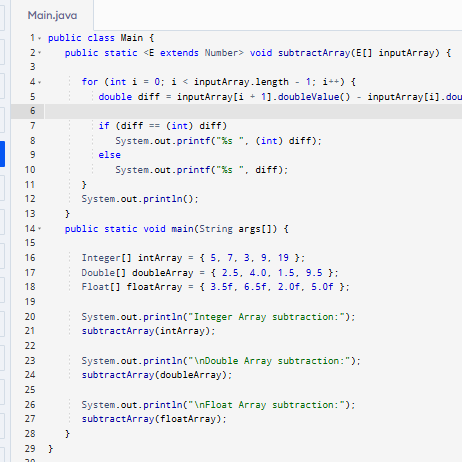 Main.java
1 public class Main {
2 public static <E extends Number> void subtractArray(E[] inputArray) {
3
4 for (int i = 0; i < inputArray.length - 1; i++) {
5 double diff = inputArray[i + 1].doubleValue() - inputArray[i].dou
6
7 if (diff == (int) diff)
8 System.out.printf("%s ", (int) diff);
9 else
10 System.out.printf("%s ", diff);
11 }
12 System.out.println();
13 }
14 public static void main(String args[]) {
15
16 Integer[] intArray = { 5, 7, 3, 9, 19 };
17 Double[] doubleArray = { 2.5, 4.0, 1.5, 9.5 };
18 Float[] floatArray = { 3.5f, 6.5f, 2.0f, 5.0f };
19
20 System.out.println("Integer Array subtraction:");
21 subtractArray(intArray);
22
23 System.out.println("\nDouble Array subtraction:");
24 subtractArray(doubleArray);
25
26 System.out.println("\nFloat Array subtraction:");
27 subtractArray(floatArray);
28 }
29 }